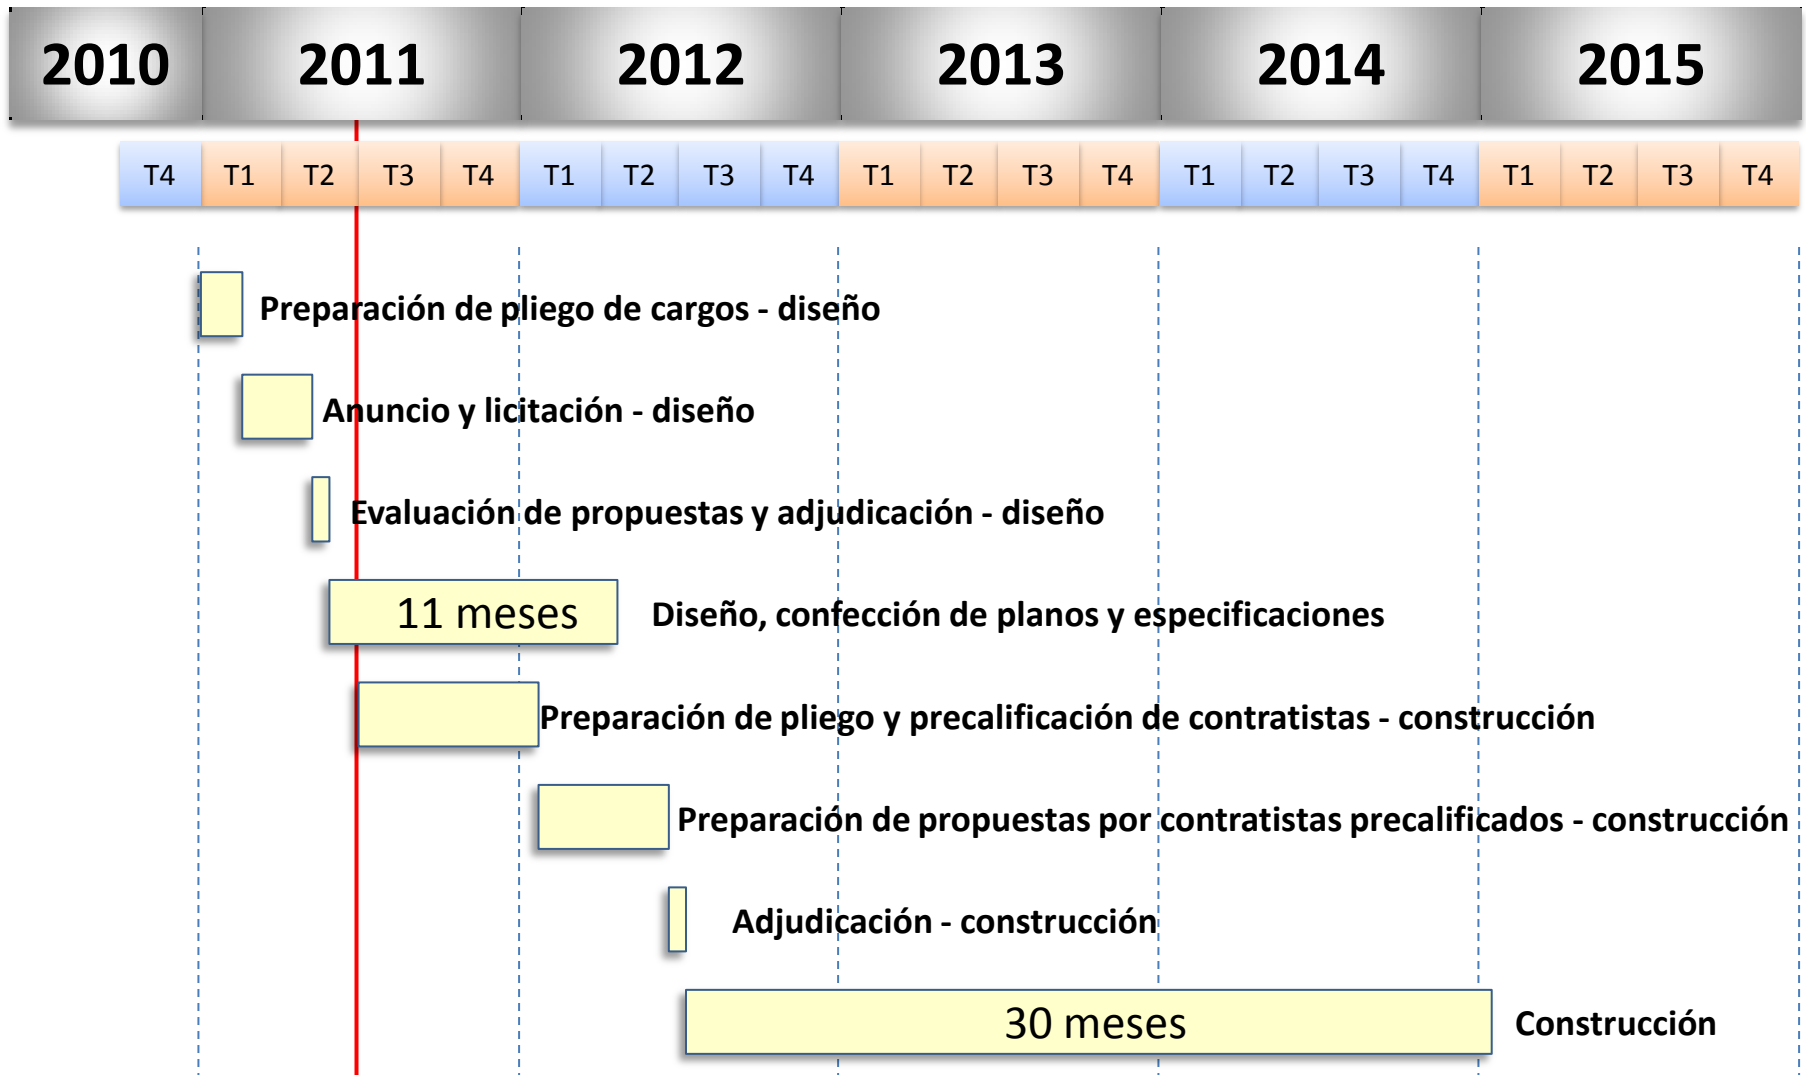 2010 2011 2012 2013 2014 2015
T4 T1 T2 T3 T4 T1 T2 T3 T4 T1 T2 T3 T4 T1 T2 T3 T4 T1 T2 T3 T4
Preparación de pliego de cargos - diseño
Anuncio y licitación - diseño
Evaluación de propuestas y adjudicación - diseño
11 meses Diseño, confección de planos y especificaciones
Preparación de pliego y precalificación de contratistas - construcción
Preparación de propuestas por contratistas precalificados - construcción
Adjudicación - construcción
30 meses Construcción